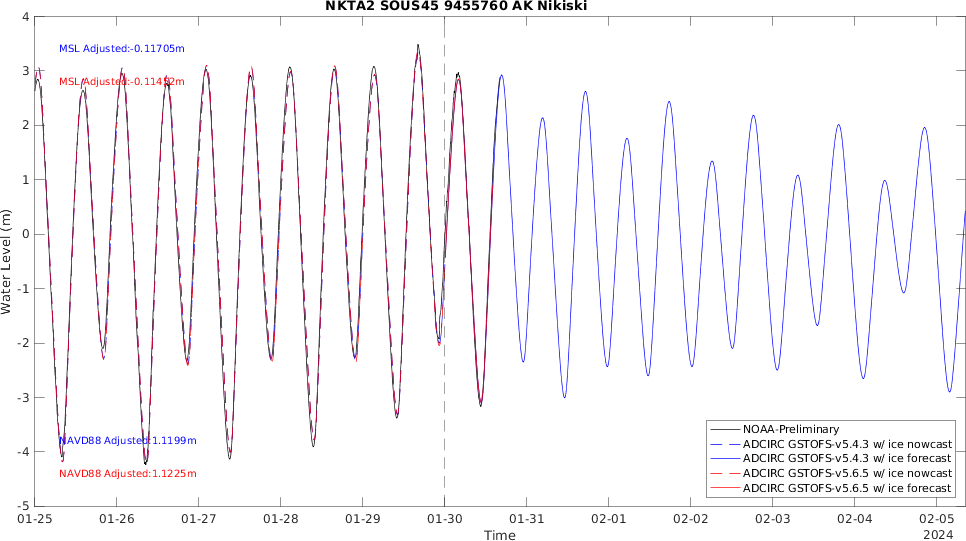 NKTA2 SOUS45 9455760 AK Nikiski
MSL Adjusted:-0.11705m
MSL Adjusted:-0.114 2m
NAVD88 Adjusted:1.1199m
NAVD88 Adjusted:1.1225m
Water Level (m)
4
3
2
1
0
-1
-2
-3
-4
-5
NOAA-Preliminary
ADCIRC GSTOFS-v5.4.3 w/ ice nowcast
ADCIRC GSTOFS-v5.4.3 w/ ice forecast
ADCIRC GSTOFS-v5.6.5 w/ ice nowcast
ADCIRC GSTOFS-v5.6.5 w/ ice forecast
01-25 01-26 01-27 01-28 01-29 01-30 01-31 02-01 02-02 02-03 02-04 02-05
Time
2024